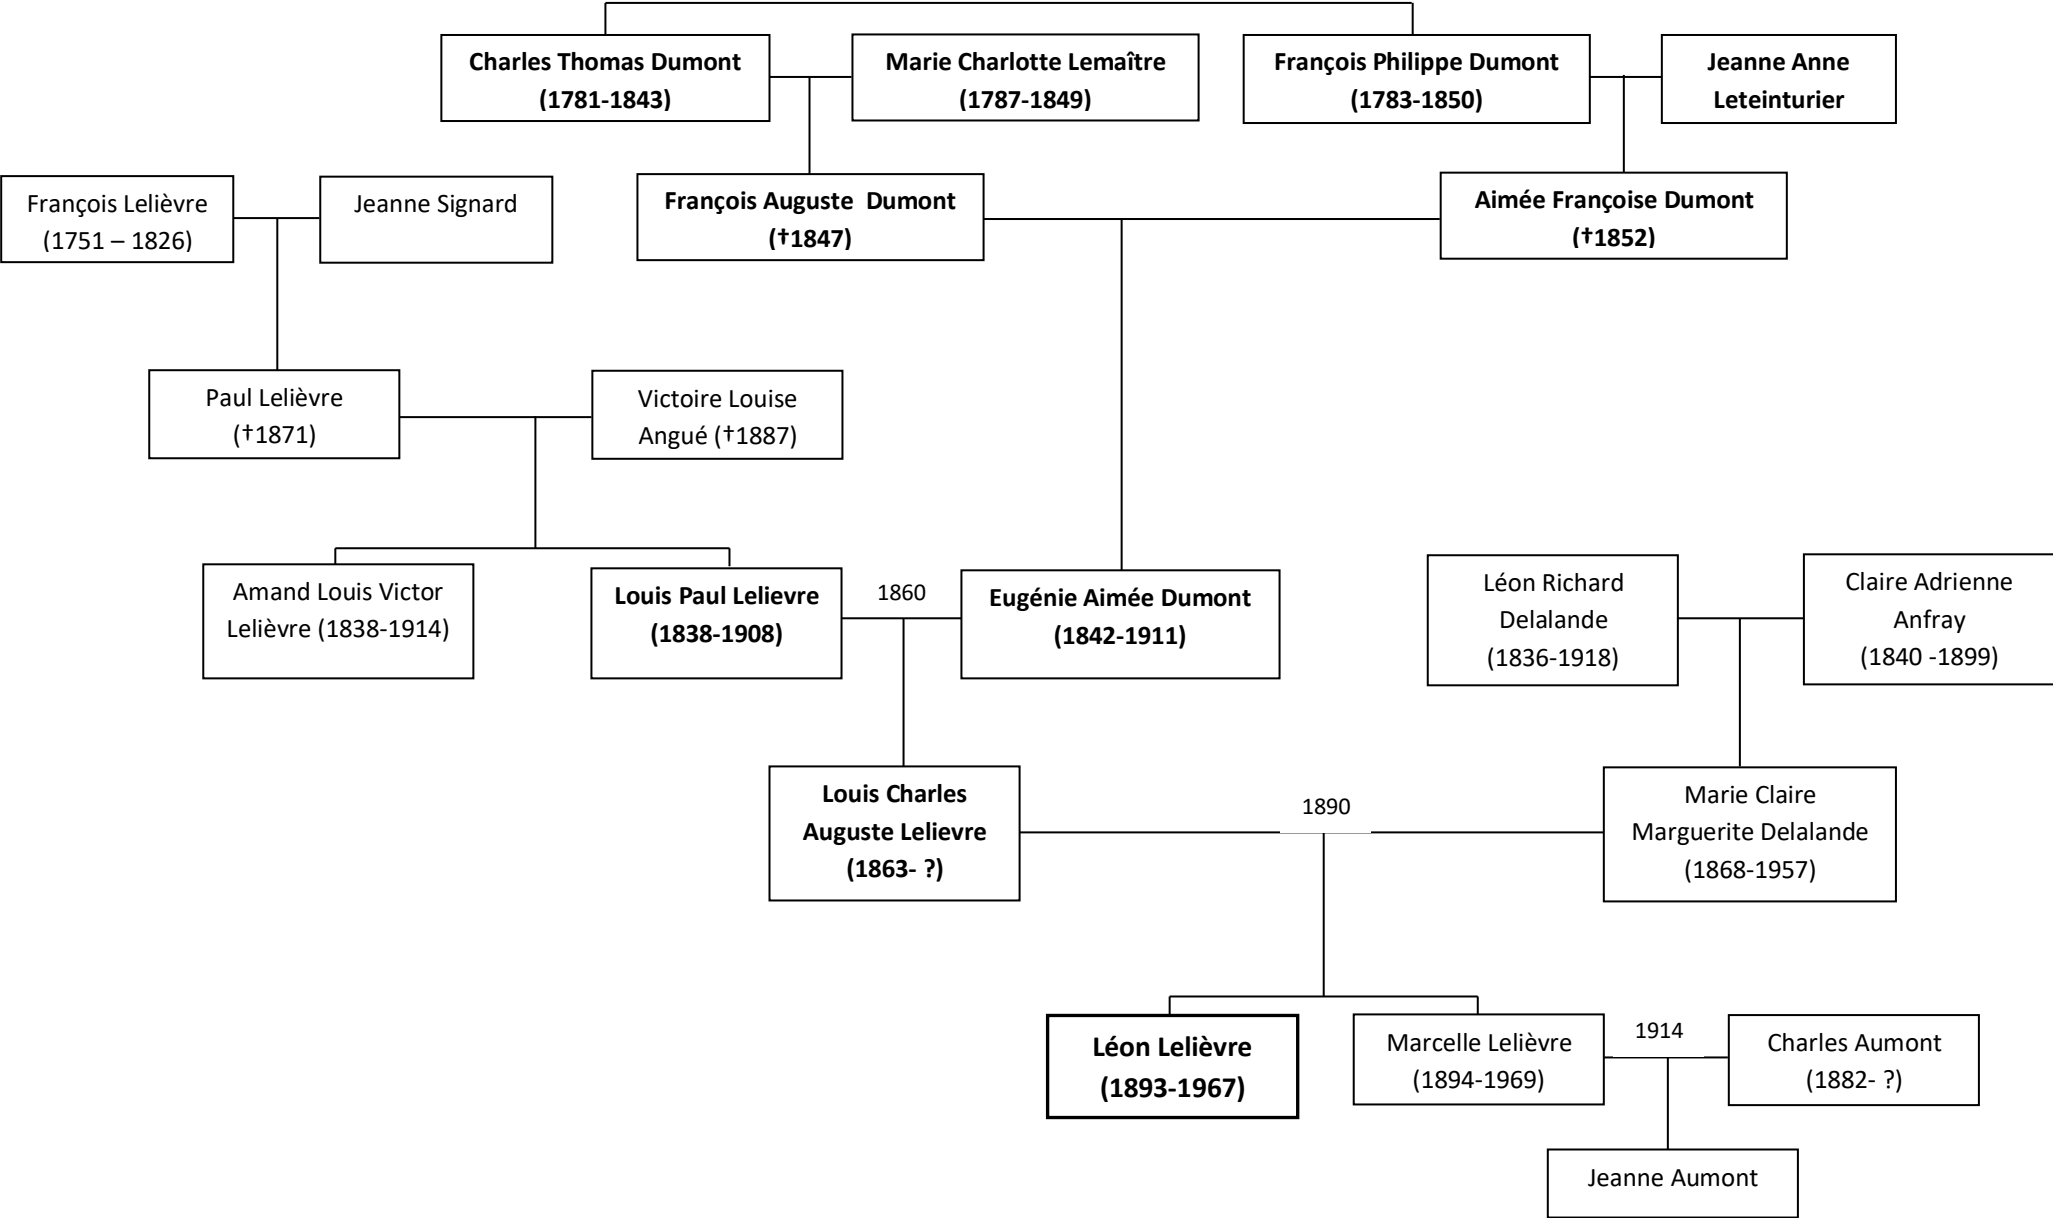 Charles Thomas Dumont
(1781-1843)
Marie Charlotte Lemaître
(1787-1849)
François Philippe Dumont
(1783-1850)
Jeanne Anne
Leteinturier
François Lelièvre
(1751 – 1826)
Jeanne Signard
François Auguste  Dumont
(†1847)
Aimée Françoise Dumont
(†1852)
Paul Lelièvre
(†1871)
Victoire Louise
Angué (†1887)
Amand Louis Victor
Lelièvre (1838-1914)
Louis Paul Lelievre
(1838-1908)
1860
Eugénie Aimée Dumont
(1842-1911)
Léon Richard
Delalande
(1836-1918)
Claire Adrienne
Anfray
(1840 -1899)
Louis Charles
Auguste Lelievre
(1863- ?)
1890
Marie Claire
Marguerite Delalande
(1868-1957)
Léon Lelièvre
(1893-1967)
Marcelle Lelièvre
(1894-1969)
1914
Charles Aumont
(1882- ?)
Jeanne Aumont